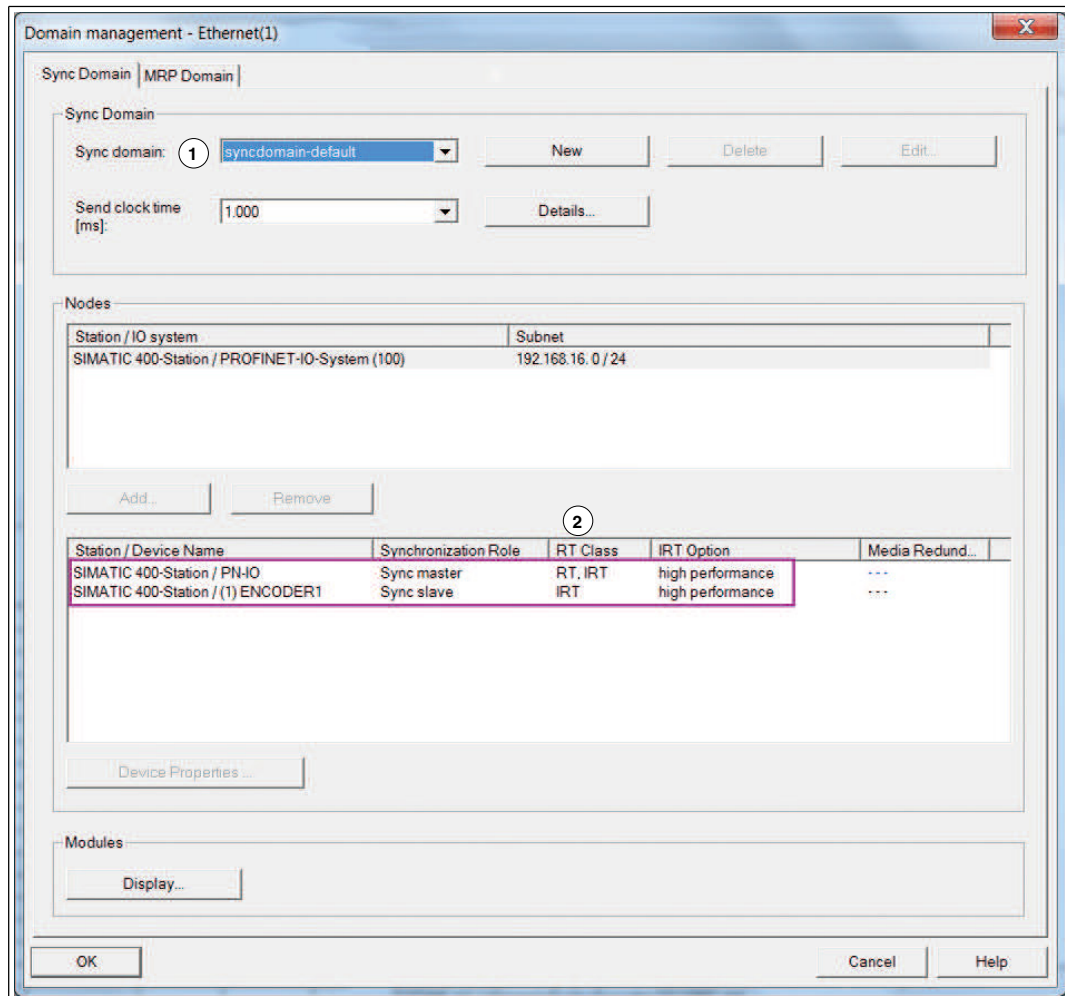 Domain management - Ethernet(1)
X
Sync Domain MRP Domain
Sync Domain
Sync domain: 1 syncdomain-default New Delete Edit...
Send clock time
[ms]:
1.000 Details...
Nodes
Station / IO system Subnet
SIMATIC 400-Station / PROFINET-IO-System (100) 192.168.16. 0 / 24
Add... Remove
2
Station / Device Name Synchronization Role RT Class IRT Option Media Redund...
SIMATIC 400-Station / PN-IO Sync master RT, IRT high performance - - -
SIMATIC 400-Station / (1) ENCODER1 Sync slave IRT high performance - - -
Device Properties ...
Modules
Display...
OK Cancel Help